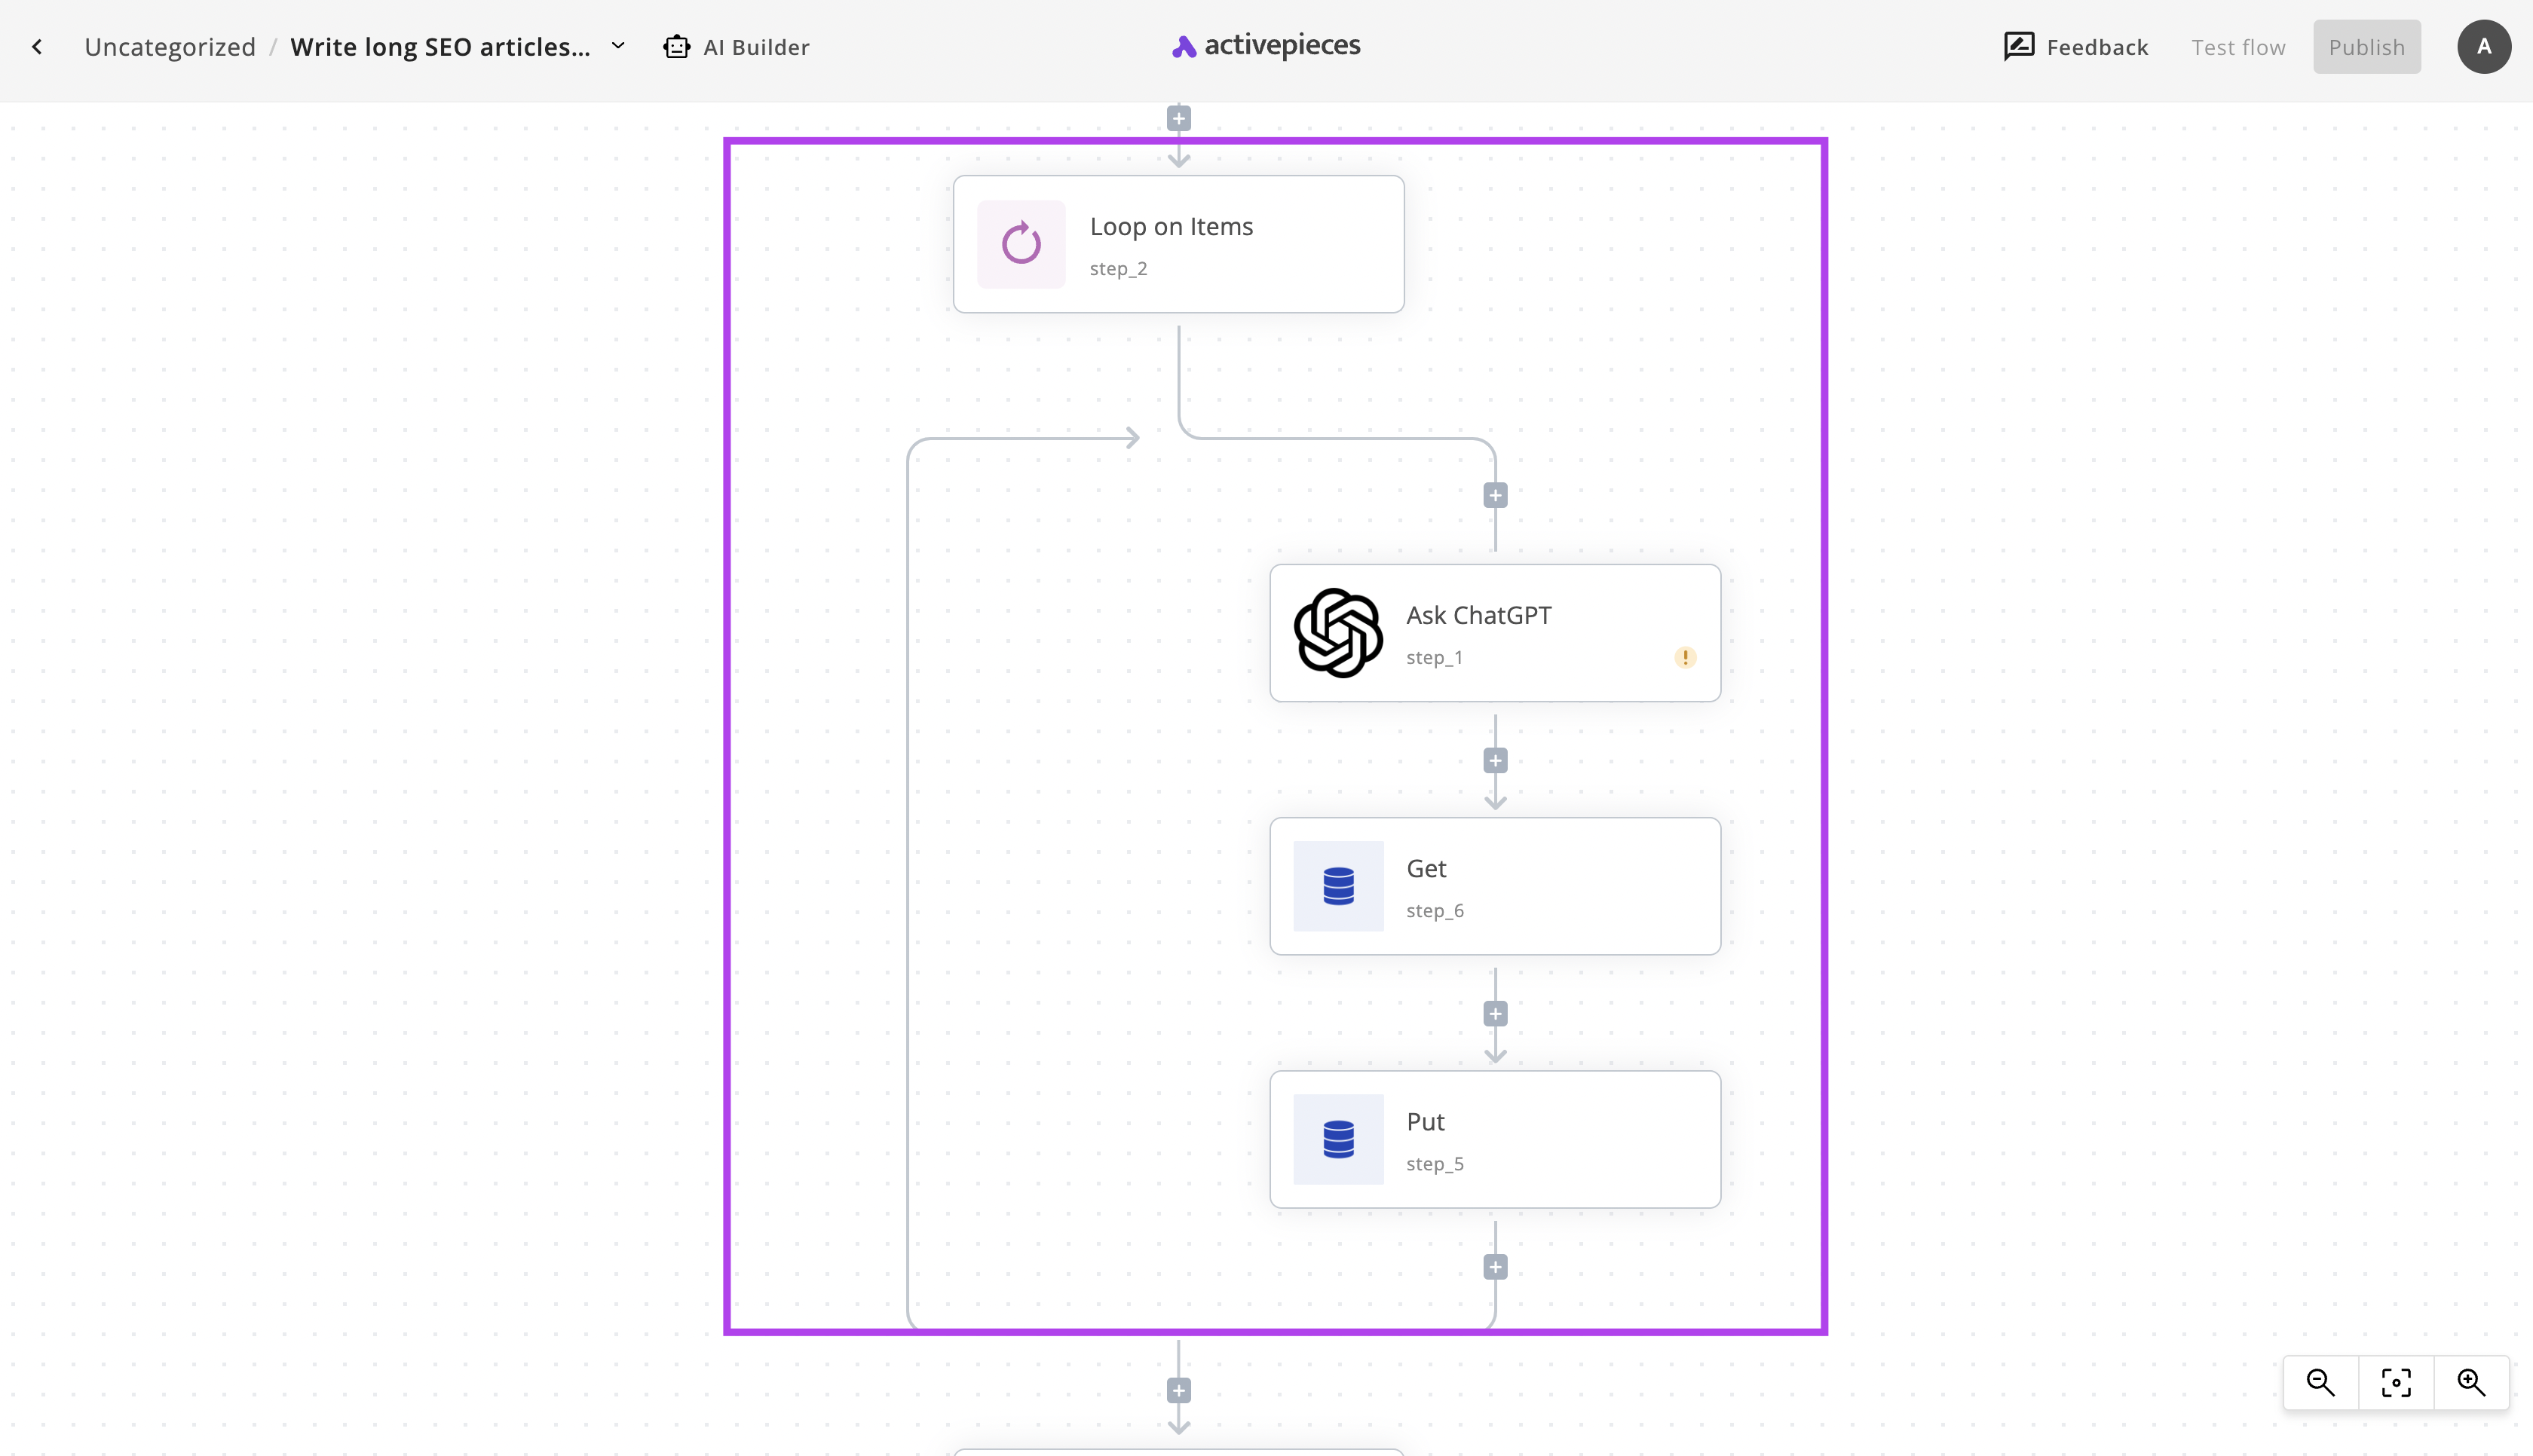 Uncategorized / Write long SEO articles... AI Builder
activepieces
Feedback Test flow Publish A
Loop on Items
step_2
Ask ChatGPT
step_1
Get
step_6
Put
step_5